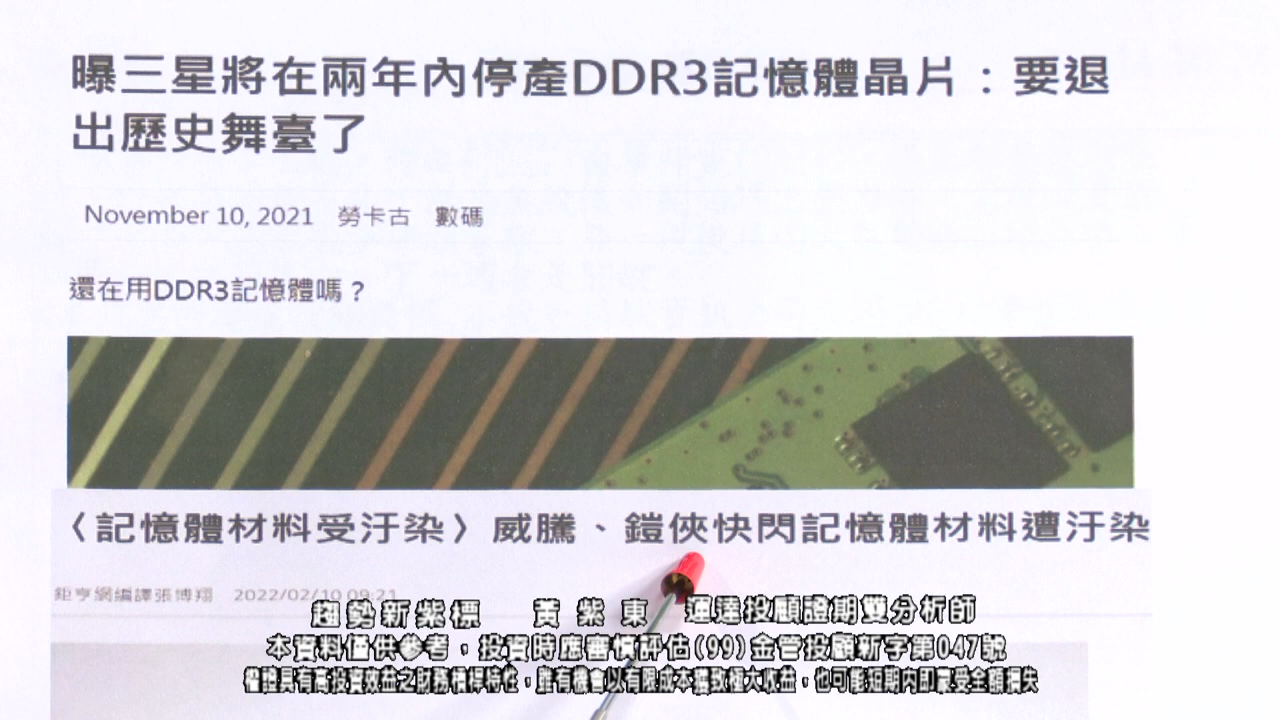 曝三星將在兩年內停產DDR3記憶體晶片：要退
出歷史舞臺了
November 10, 2021 勞卡古 數碼
還在用DDR3記憶體嗎？
〈記憶體材料受汙染〉威騰、鎧俠快閃記憶體材料遭汙染
鉅亨網編譯張博翔 2022/02/10 09:21
趨勢新紫標 黃紫東 運達投顧證期雙分析師
本資料僅供參考，投資時應審慎評估(99)金管投顧新字第047號
權證具有高投資效益之財務槓桿特性，雖有機會以有限成本獲致極大收益，也可能短期內即蒙受全額損失